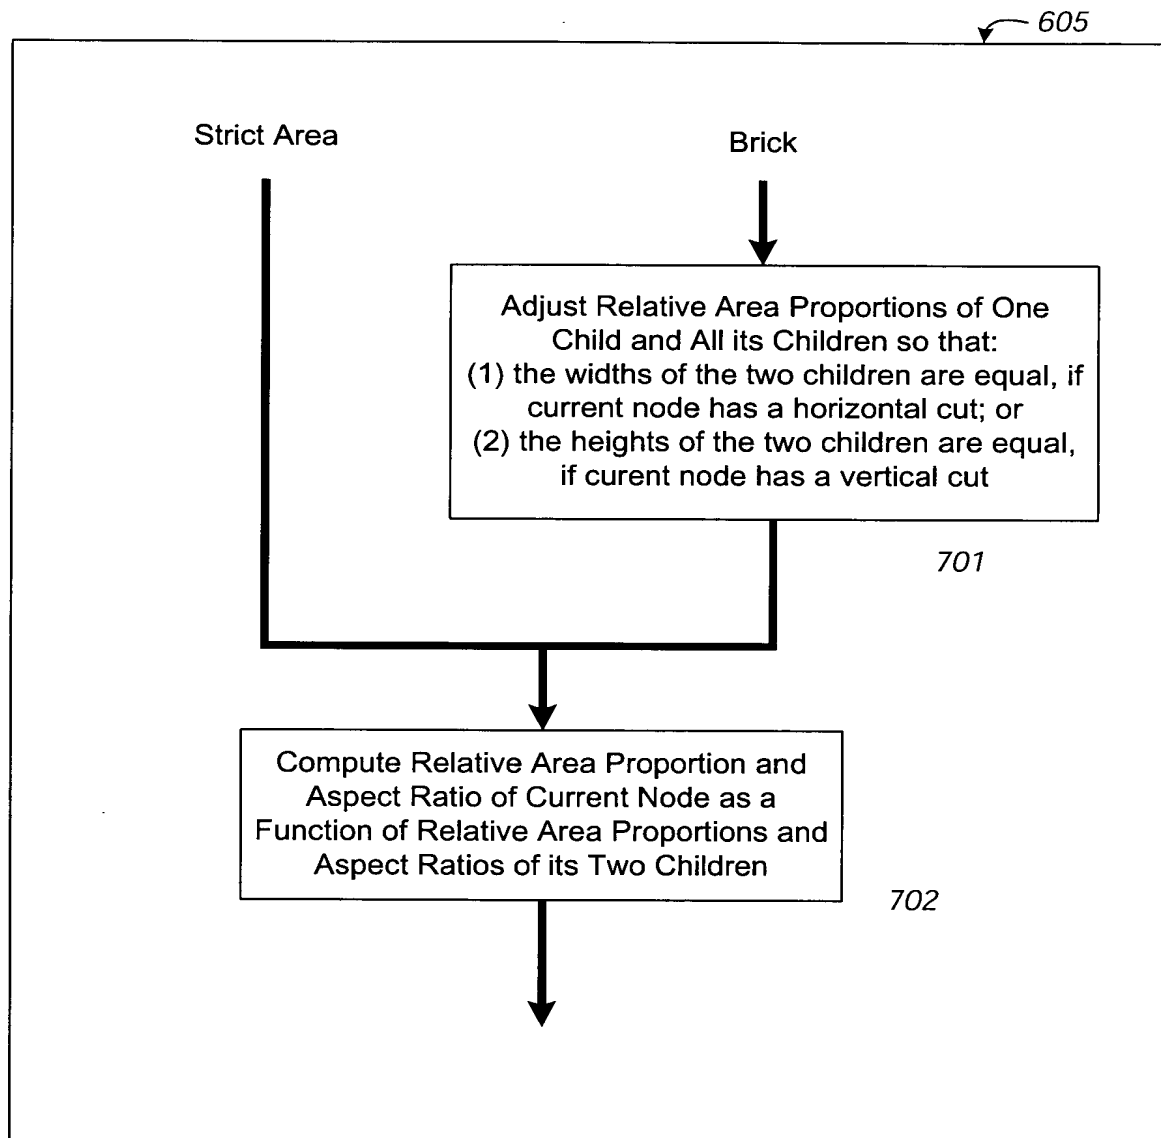 605
Strict Area
Brick
Adjust Relative Area Proportions of One
Child and All its Children so that:
(1) the widths of the two children are equal, if
current node has a horizontal cut; or
(2) the heights of the two children are equal,
if curent node has a vertical cut
701
Compute Relative Area Proportion and
Aspect Ratio of Current Node as a
Function of Relative Area Proportions and
Aspect Ratios of its Two Children
702